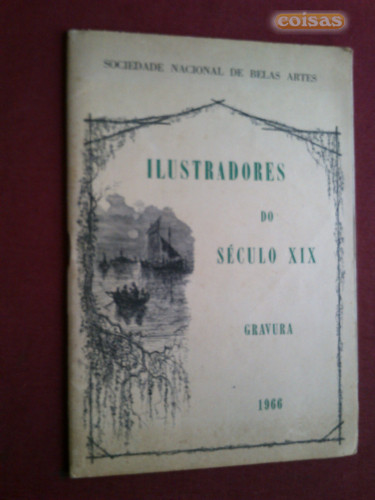 coisas
SOCIEDADE NACIONAL DE BELAS ARTES
ILUSTRADORES
DO
SÉCULO XIX
GRAVURA
1966